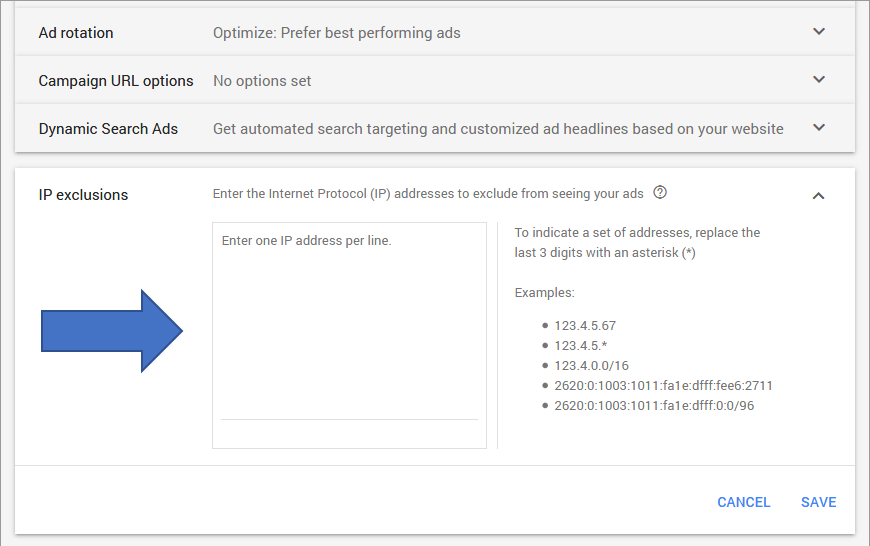 Ad rotation Optimize: Prefer best performing ads
Campaign URL options No options set
Dynamic Search Ads Get automated search targeting and customized ad headlines based on your website
IP exclusions Enter the Internet Protocol (IP) addresses to exclude from seeing your ads
Enter one IP address per line.
To indicate a set of addresses, replace the
last 3 digits with an asterisk (*)
Examples:
123.4.5.67
123.4.5.*
123.4.0.0/16
2620:0:1003:1011:fa1e:dfff:fee6:2711
2620:0:1003:1011:fa1e:dfff:0:0/96
CANCEL SAVE